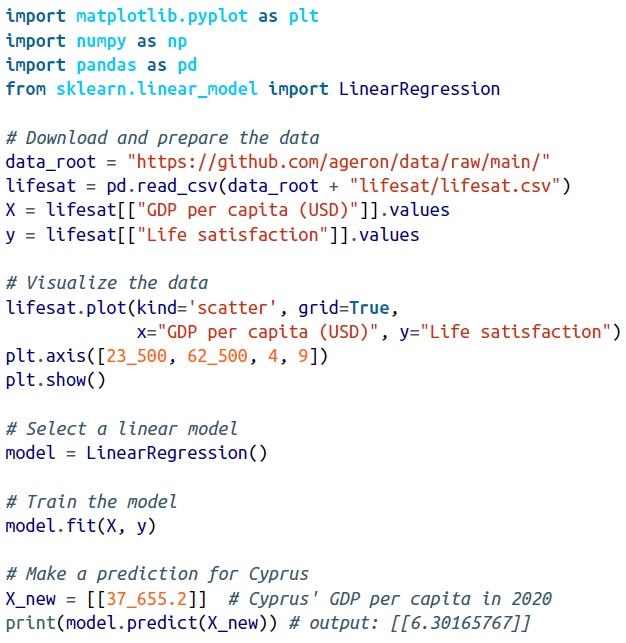 import matplotlib.pyplot as plt
import numpy as np
import pandas as pd
from sklearn.linear_model import LinearRegression

# Download and prepare the data
data_root = "https://github.com/ageron/data/raw/main/"
lifesat = pd.read_csv(data_root + "lifesat/lifesat.csv")
X = lifesat[["GDP per capita (USD)"]].values
y = lifesat[["Life satisfaction"]].values

# Visualize the data
lifesat.plot(kind='scatter', grid=True,
             x="GDP per capita (USD)", y="Life satisfaction")
plt.axis([23_500, 62_500, 4, 9])
plt.show()

# Select a linear model
model = LinearRegression()

# Train the model
model.fit(X, y)

# Make a prediction for Cyprus
X_new = [[37_655.2]]  # Cyprus' GDP per capita in 2020
print(model.predict(X_new)) # output: [[6.30165767]]